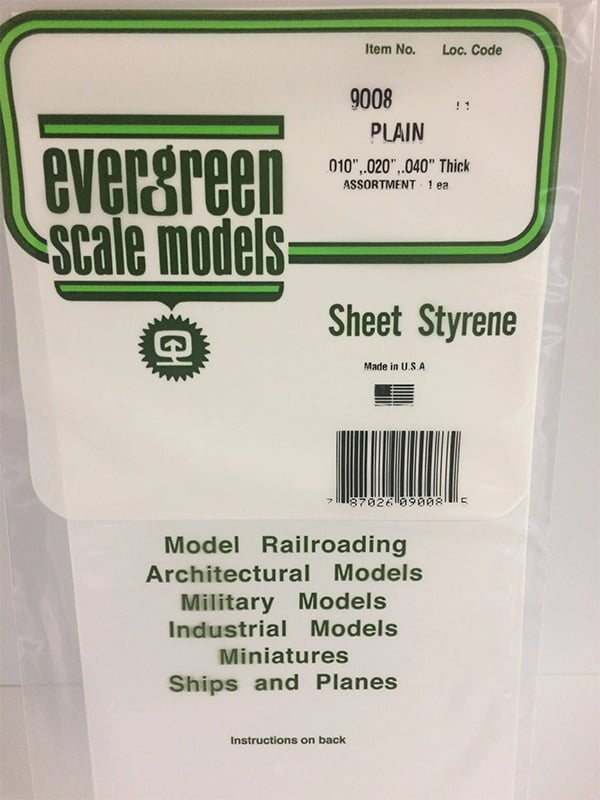 Item No. Loc. Code
9008
PLAIN
.010",.020",.040" Thick
ASSORTMENT - 1 ea.
evergreen
scale models
Sheet Styrene
Made in U.S.A
7 87026 09008 5
Model Railroading
Architectural Models
Military Models
Industrial Models
Miniatures
Ships and Planes
Instructions on back